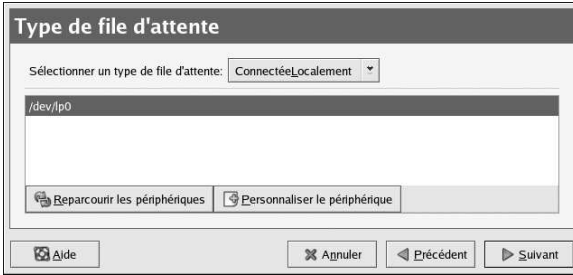 Type de file d'attente
Sélectionner un type de file d'attente: ConnectéeLocalement
/dev/lp0
Reparcourir les périphériques Personnaliser le périphérique
Aide Annuler Précédent Suivant